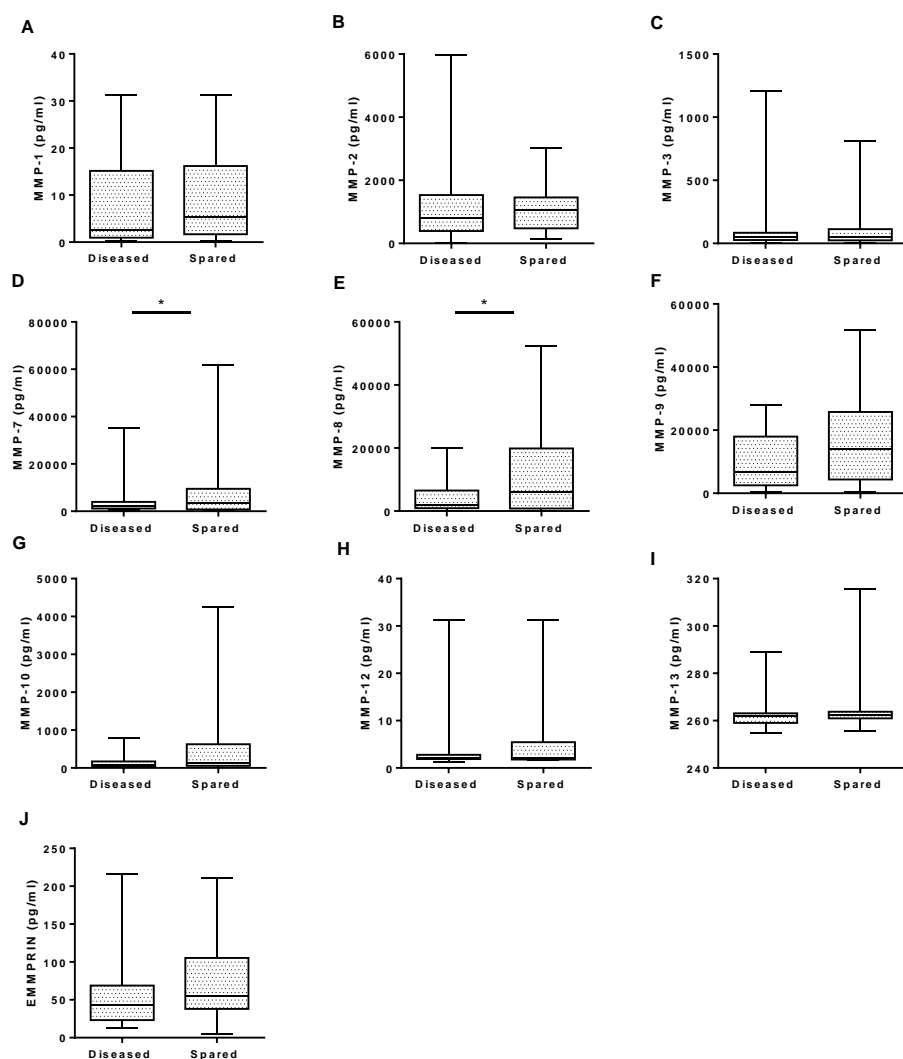 A
MMP-1 (pg/ml)
40
30
20
10
0
Diseased Spared
B
MMP-2 (pg/ml)
6000
4000
2000
0
Diseased Spared
C
MMP-3 (pg/ml)
1500
1000
500
0
Diseased Spared
D
*
MMP-7 (pg/ml)
80000
60000
40000
20000
0
Diseased Spared
E
*
MMP-8 (pg/ml)
60000
40000
20000
0
Diseased Spared
F
MMP-9 (pg/ml)
60000
40000
20000
0
Diseased Spared
G
MMP-10 (pg/ml)
5000
4000
3000
2000
1000
0
Diseased Spared
H
MMP-12 (pg/ml)
40
30
20
10
0
Diseased Spared
I
MMP-13 (pg/ml)
320
300
280
260
240
Diseased Spared
J
EMMPRIN (pg/ml)
250
200
150
100
50
0
Diseased Spared